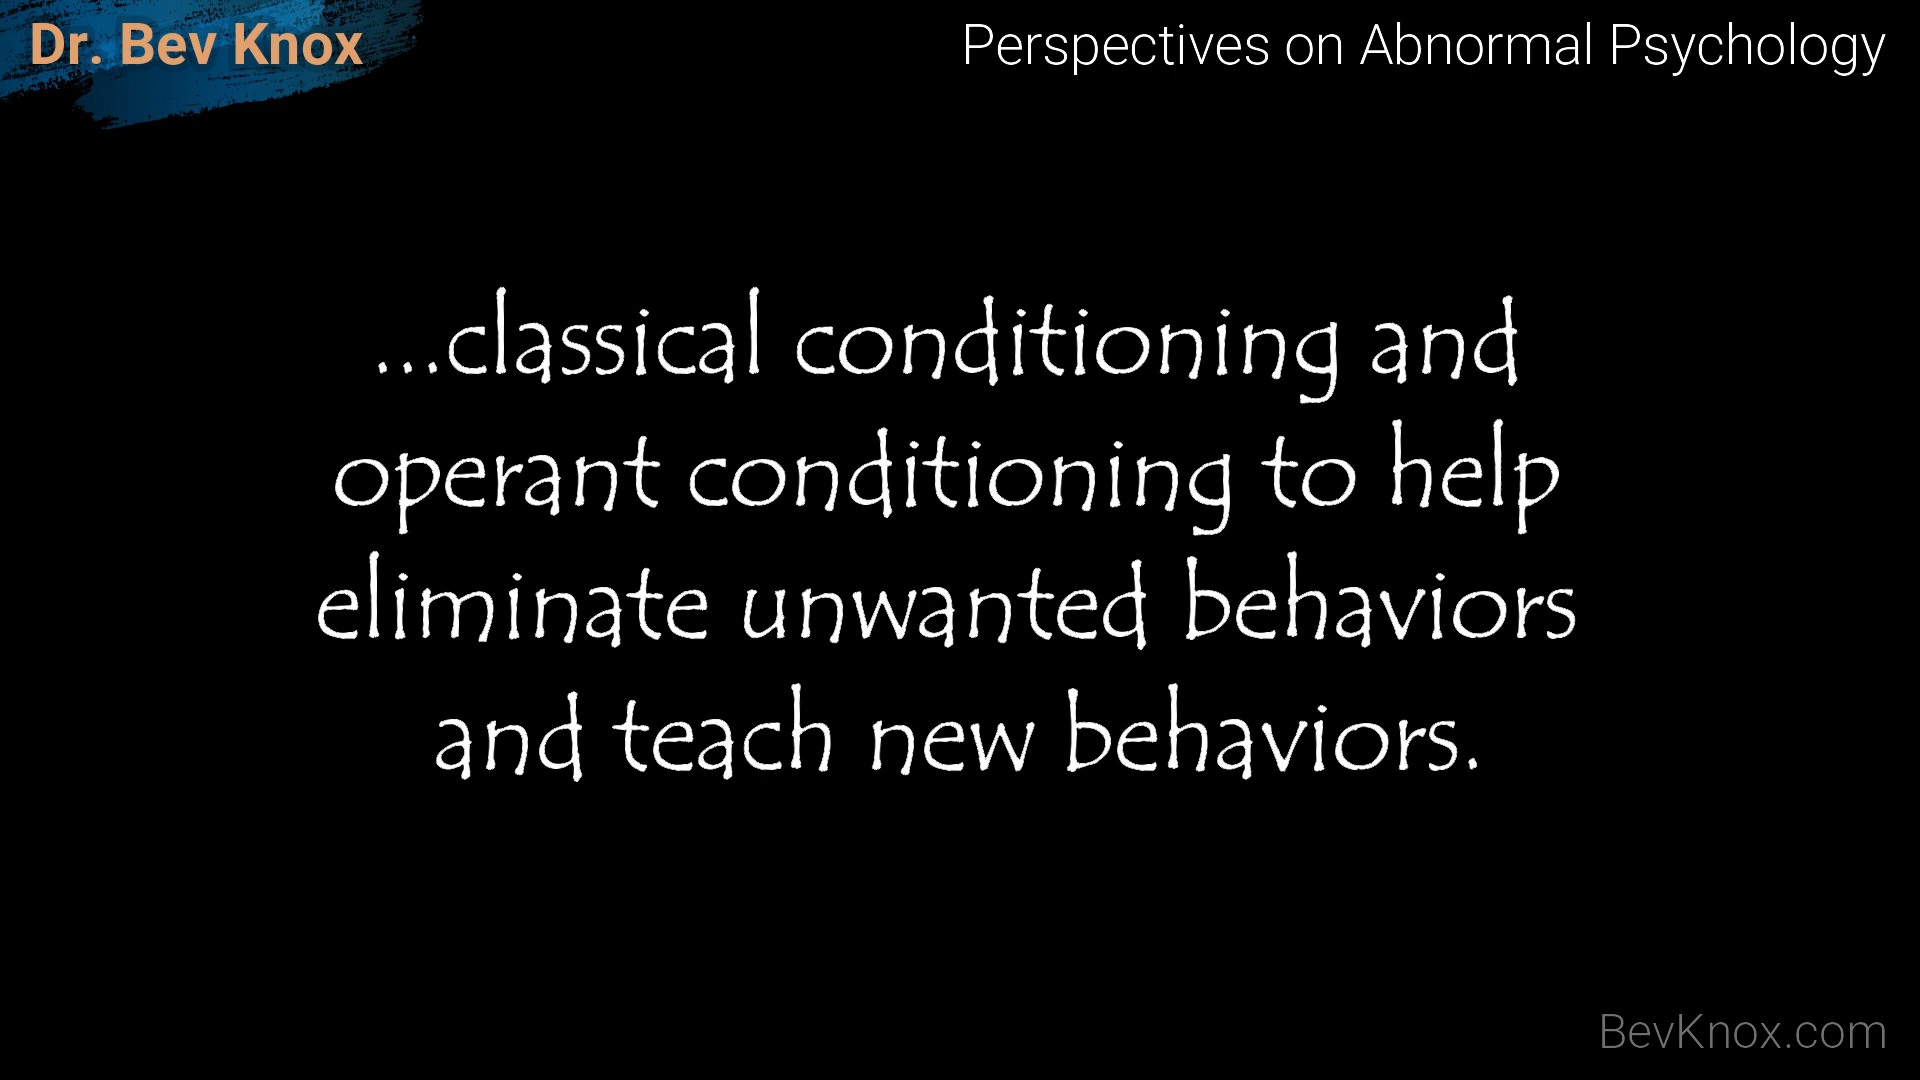 Dr. Bev Knox
Perspectives on Abnormal Psychology
...classical conditioning and
operant conditioning to help
eliminate unwanted behaviors
and teach new behaviors.
BevKnox.com